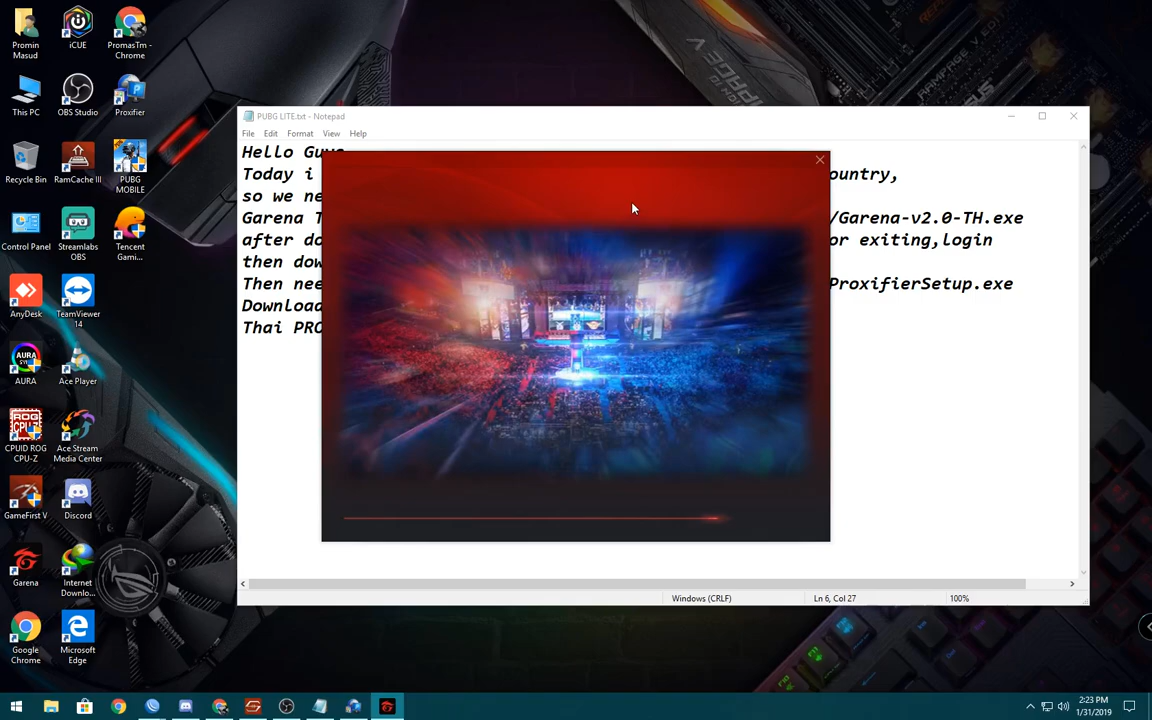 Promin Masud
iCUE
PromasTm - Chrome
This PC
OBS Studio
Proxifier
Recycle Bin
RamCache III
PUBG MOBILE
Control Panel
Streamlabs OBS
Tencent Gami...
AnyDesk
TeamViewer 14
AURA
Ace Player
CPUID ROG CPU-Z
Ace Stream Media Center
GameFirst V
Discord
Garena
Internet Downlo...
Google Chrome
Microsoft Edge
PUBG LITE.txt - Notepad
File Edit Format View Help
Hello Guys
Today i ountry,
so we ne
Garena T /Garena-v2.0-TH.exe
after do or exiting,login
then dow
Then nee ProxifierSetup.exe
Download
Thai PRO
Windows (CRLF) Ln 6, Col 27 100%
2:23 PM
1/31/2019